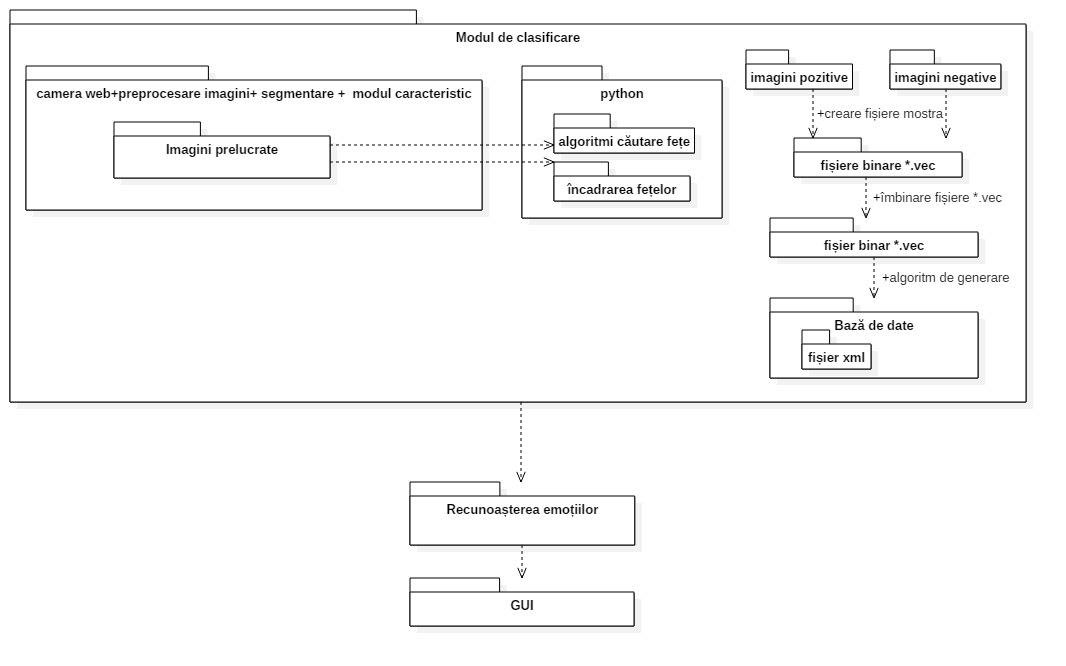 Modul de clasificare
camera web+preprocesare imagini+ segmentare +  modul caracteristic
Imagini prelucrate
python
algoritmi căutare fețe
încadrarea fețelor
imagini pozitive
imagini negative
+creare fișiere mostra
fișiere binare *.vec
+îmbinare fișiere *.vec
fișier binar *.vec
+algoritm de generare
Bază de date
fișier xml
Recunoașterea emoțiilor
GUI